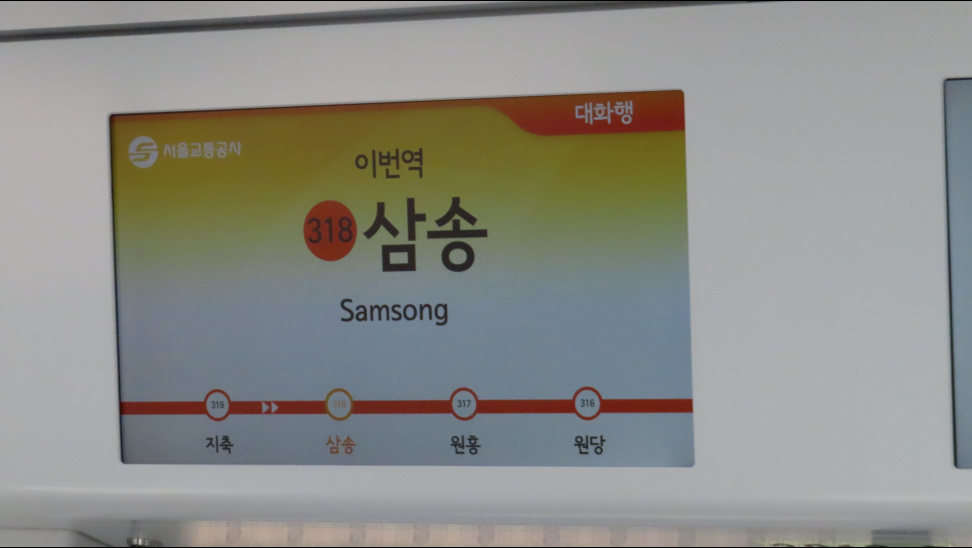 대화행
서울교통공사
이번역
318 삼송
Samsong
319 318 317 316
지축 삼송 원흥 원당